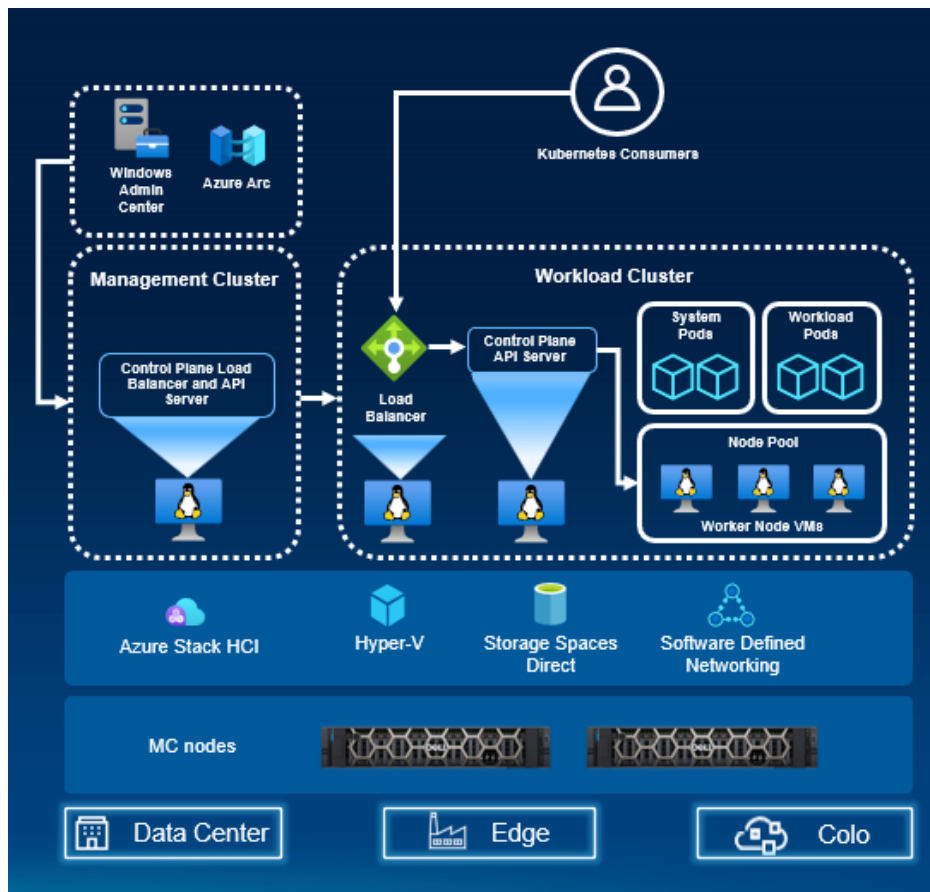 Kubernetes Consumers
Windows
Admin
Center
Azure Arc
Management Cluster
Control Plane Load
Balancer and API
Server
Workload Cluster
Load
Balancer
Control Plane
API Server
System
Pods
Workload
Pods
Node Pool
Worker Node VMs
Azure Stack HCI
Hyper-V
Storage Spaces
Direct
Software Defined
Networking
MC nodes
DELL
DELL
Data Center
Edge
Colo